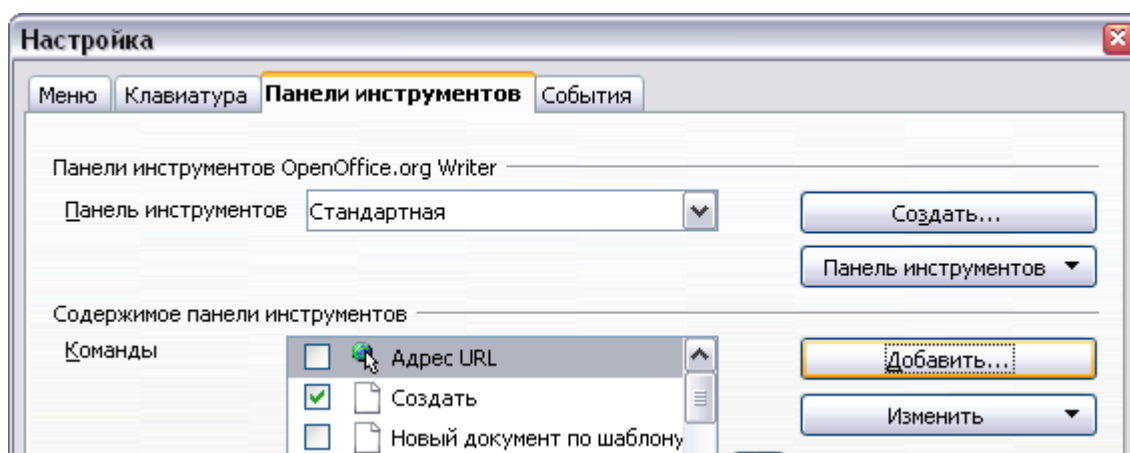 Настройка
Меню Клавиатура Панели инструментов События
Панели инструментов OpenOffice.org Writer
Панель инструментов Стандартная Создать...
Панель инструментов
Содержимое панели инструментов
Команды Адрес URL Добавить...
Создать Изменить
Новый документ по шаблону